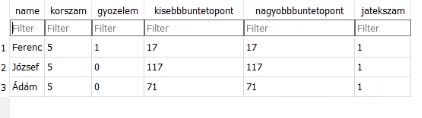 name korszam gyozelem kisebbbuntetopont nagyobbbuntetopont jatekszam
Filter Filter Filter Filter Filter Filter
1 Ferenc 5 1 17 17 1
2 József 5 0 117 117 1
3 Ádám 5 0 71 71 1